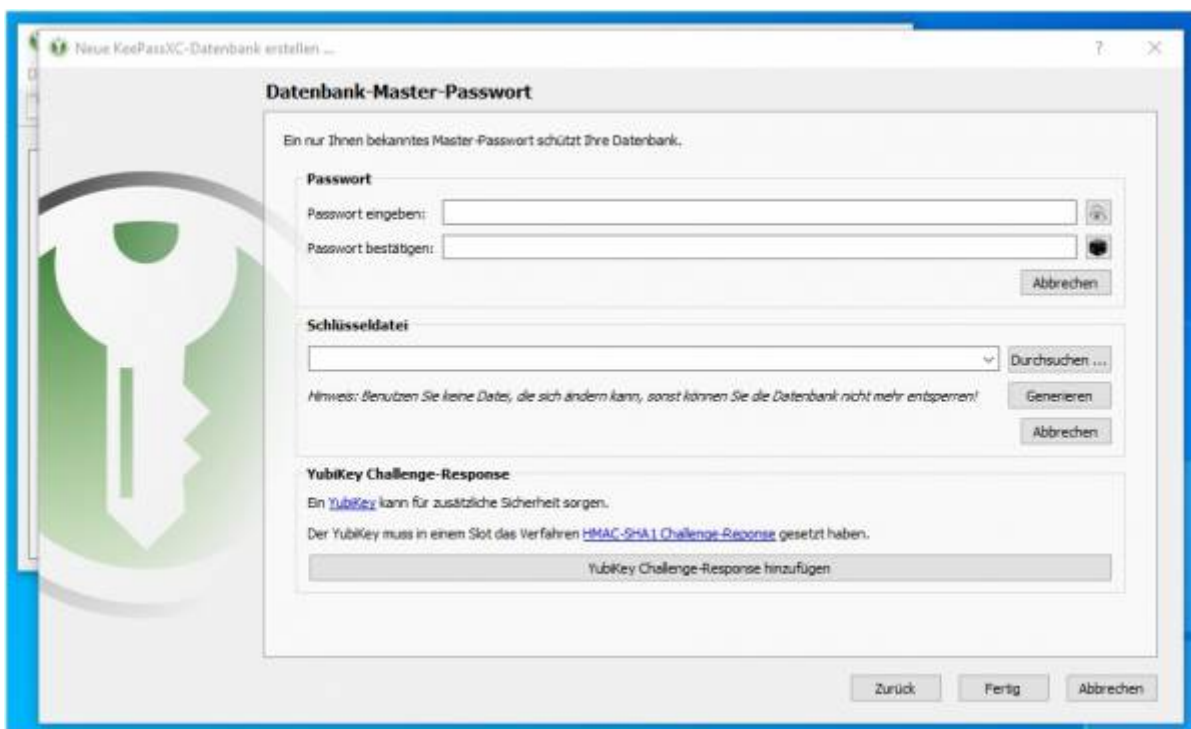 Neue KeePassXC-Datenbank erstellen ...
?
Datenbank-Master-Passwort
Ein nur Ihnen bekanntes Master-Passwort schützt Ihre Datenbank.
Passwort
Passwort eingeben:
Passwort bestätigen:
Abbrechen
Schlüsseldatei
Durchsuchen ...
Hinweis: Benutzen Sie keine Datei, die sich ändern kann, sonst können Sie die Datenbank nicht mehr entsperren!
Generieren
Abbrechen
YubiKey Challenge-Response
Ein YubiKey kann für zusätzliche Sicherheit sorgen.
Der YubiKey muss in einem Slot das Verfahren HMAC-SHA1 Challenge-Reponse gesetzt haben.
YubiKey Challenge-Response hinzufügen
Zurück Fertig Abbrechen